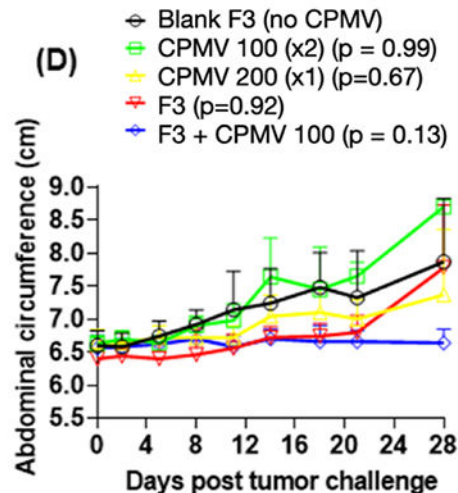 (D)
Blank F3 (no CPMV)
CPMV 100 (x2) (p = 0.99)
CPMV 200 (x1) (p=0.67)
F3 (p=0.92)
F3 + CPMV 100 (p = 0.13)
Abdominal circumference (cm)
9.0
8.5
8.0
7.5
7.0
6.5
6.0
5.5
0 4 8 12 16 20 24 28
Days post tumor challenge